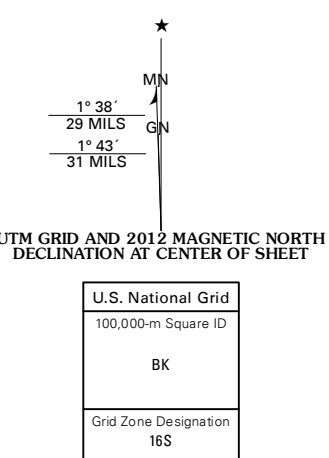 ★
MN
1° 38´
29 MILS
GN
1° 43´
31 MILS
UTM GRID AND 2012 MAGNETIC NORTH
DECLINATION AT CENTER OF SHEET
U.S. National Grid
100,000-m Square ID
BK
Grid Zone Designation
16S